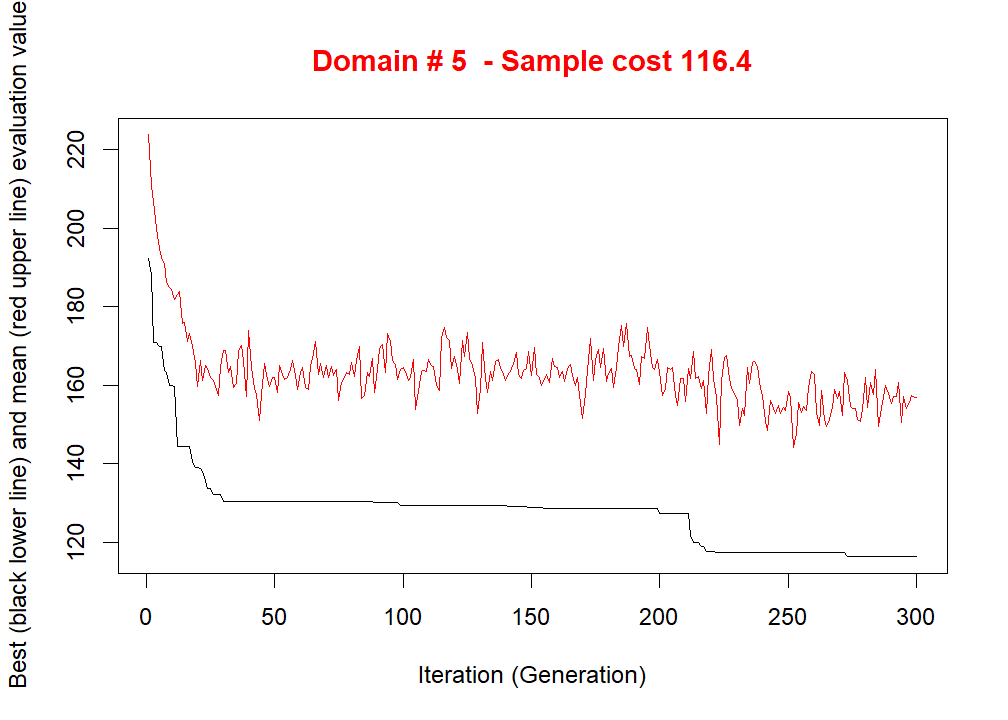 Domain # 5  - Sample cost 116.4
Best (black lower line) and mean (red upper line) evaluation value
220
200
180
160
140
120
0 50 100 150 200 250 300
Iteration (Generation)